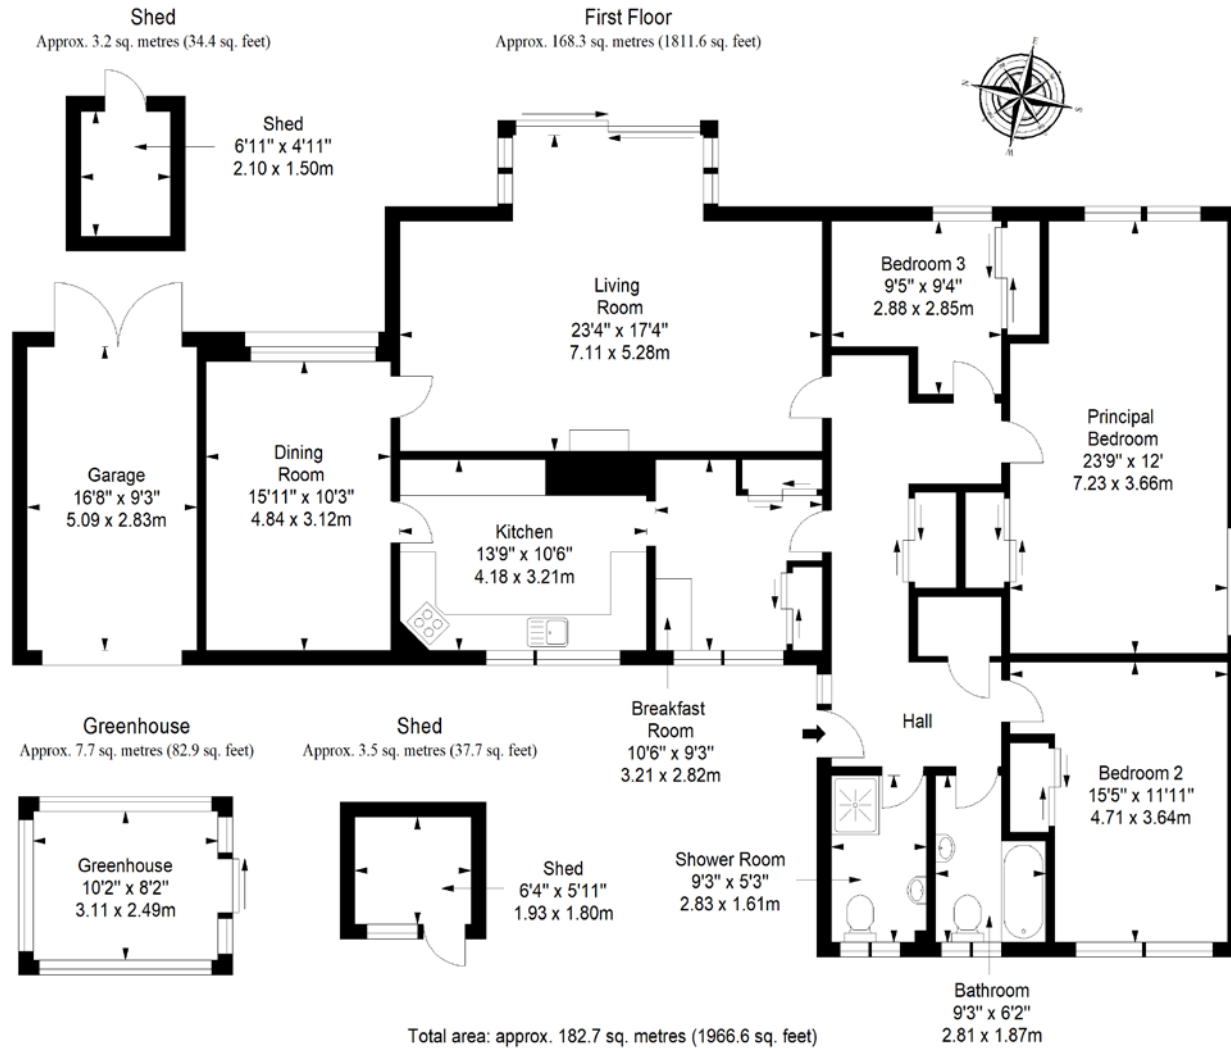 Shed
Approx. 3.2 sq. metres (34.4 sq. feet)
First Floor
Approx. 168.3 sq. metres (1811.6 sq. feet)
E
N
S
W
Shed
6'11" x 4'11"
2.10 x 1.50m
Living
Room
23'4" x 17'4"
7.11 x 5.28m
Bedroom 3
9'5" x 9'4"
2.88 x 2.85m
Principal
Bedroom
23'9" x 12'
7.23 x 3.66m
Garage
16'8" x 9'3"
5.09 x 2.83m
Dining
Room
15'11" x 10'3"
4.84 x 3.12m
Kitchen
13'9" x 10'6"
4.18 x 3.21m
Breakfast
Room
10'6" x 9'3"
3.21 x 2.82m
Hall
Greenhouse
Approx. 7.7 sq. metres (82.9 sq. feet)
Shed
Approx. 3.5 sq. metres (37.7 sq. feet)
Greenhouse
10'2" x 8'2"
3.11 x 2.49m
Shed
6'4" x 5'11"
1.93 x 1.80m
Shower Room
9'3" x 5'3"
2.83 x 1.61m
Bedroom 2
15'5" x 11'11"
4.71 x 3.64m
Bathroom
9'3" x 6'2"
2.81 x 1.87m
Total area: approx. 182.7 sq. metres (1966.6 sq. feet)